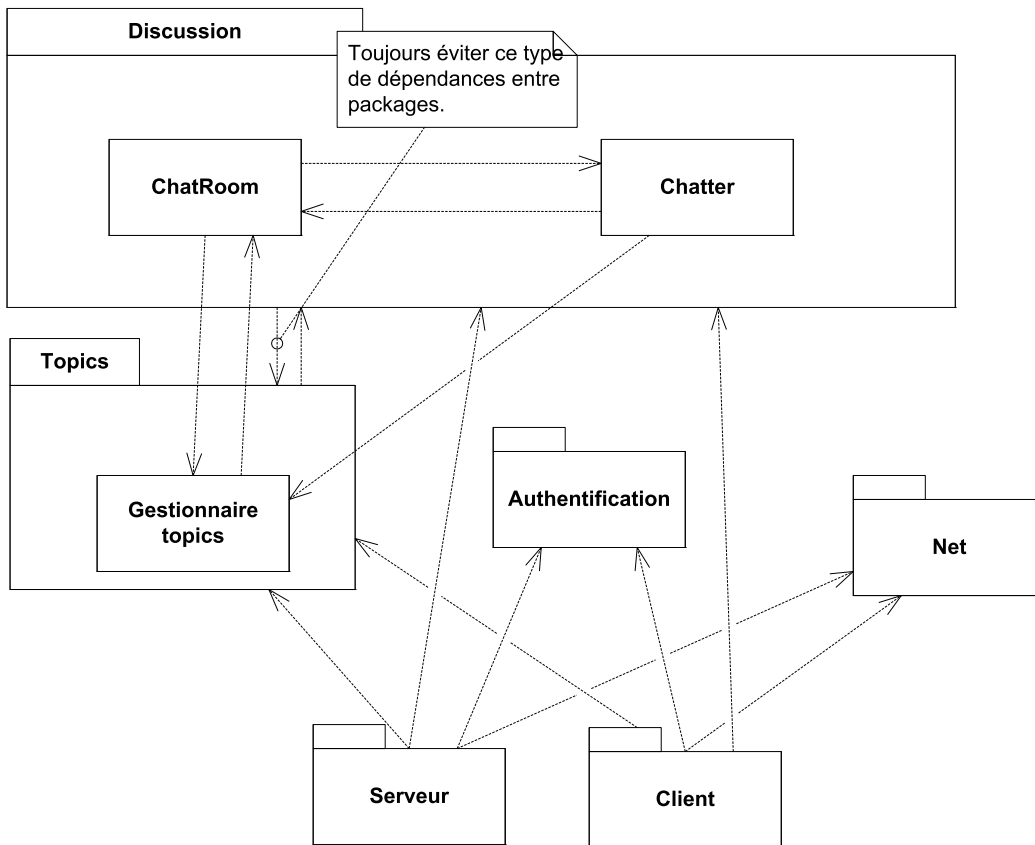 Discussion
Toujours éviter ce type
de dépendances entre
packages.
ChatRoom
Chatter
Topics
Gestionnaire
topics
Authentification
Net
Serveur
Client